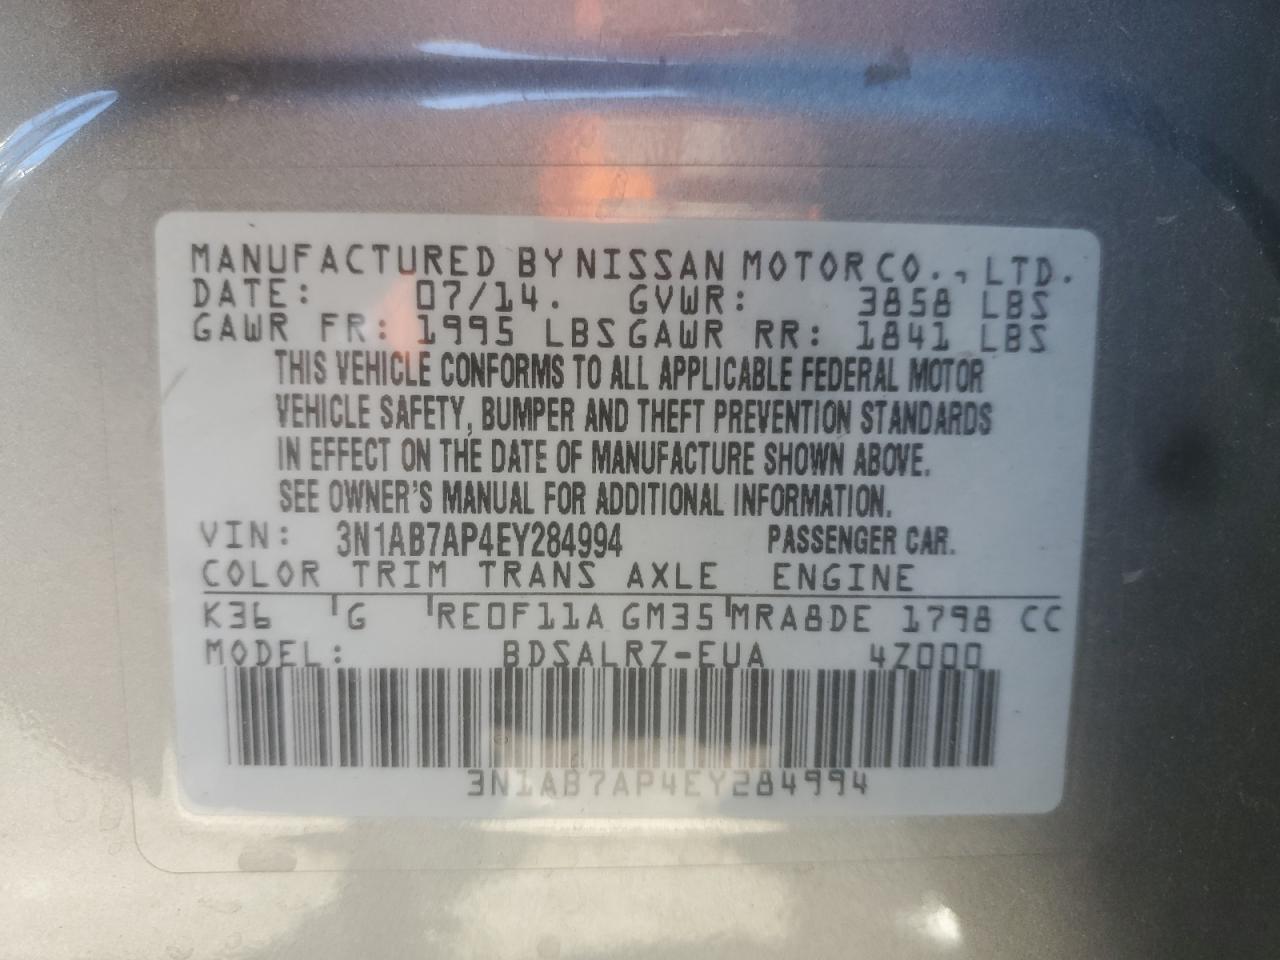 MANUFACTURED BY NISSAN MOTOR CO., LTD.
DATE: 07/14. GVWR: 3858 LBS
GAWR FR: 1995 LBS GAWR RR: 1841 LBS
THIS VEHICLE CONFORMS TO ALL APPLICABLE FEDERAL MOTOR
VEHICLE SAFETY, BUMPER AND THEFT PREVENTION STANDARDS
IN EFFECT ON THE DATE OF MANUFACTURE SHOWN ABOVE.
SEE OWNER'S MANUAL FOR ADDITIONAL INFORMATION.
VIN: 3N1AB7AP4EY284994 PASSENGER CAR.
COLOR TRIM TRANS AXLE ENGINE
K36 G RE0F11A GM35 MRA8DE 1798 CC
MODEL: BDSALRZ-EUA 4Z000
3N1AB7AP4EY284994